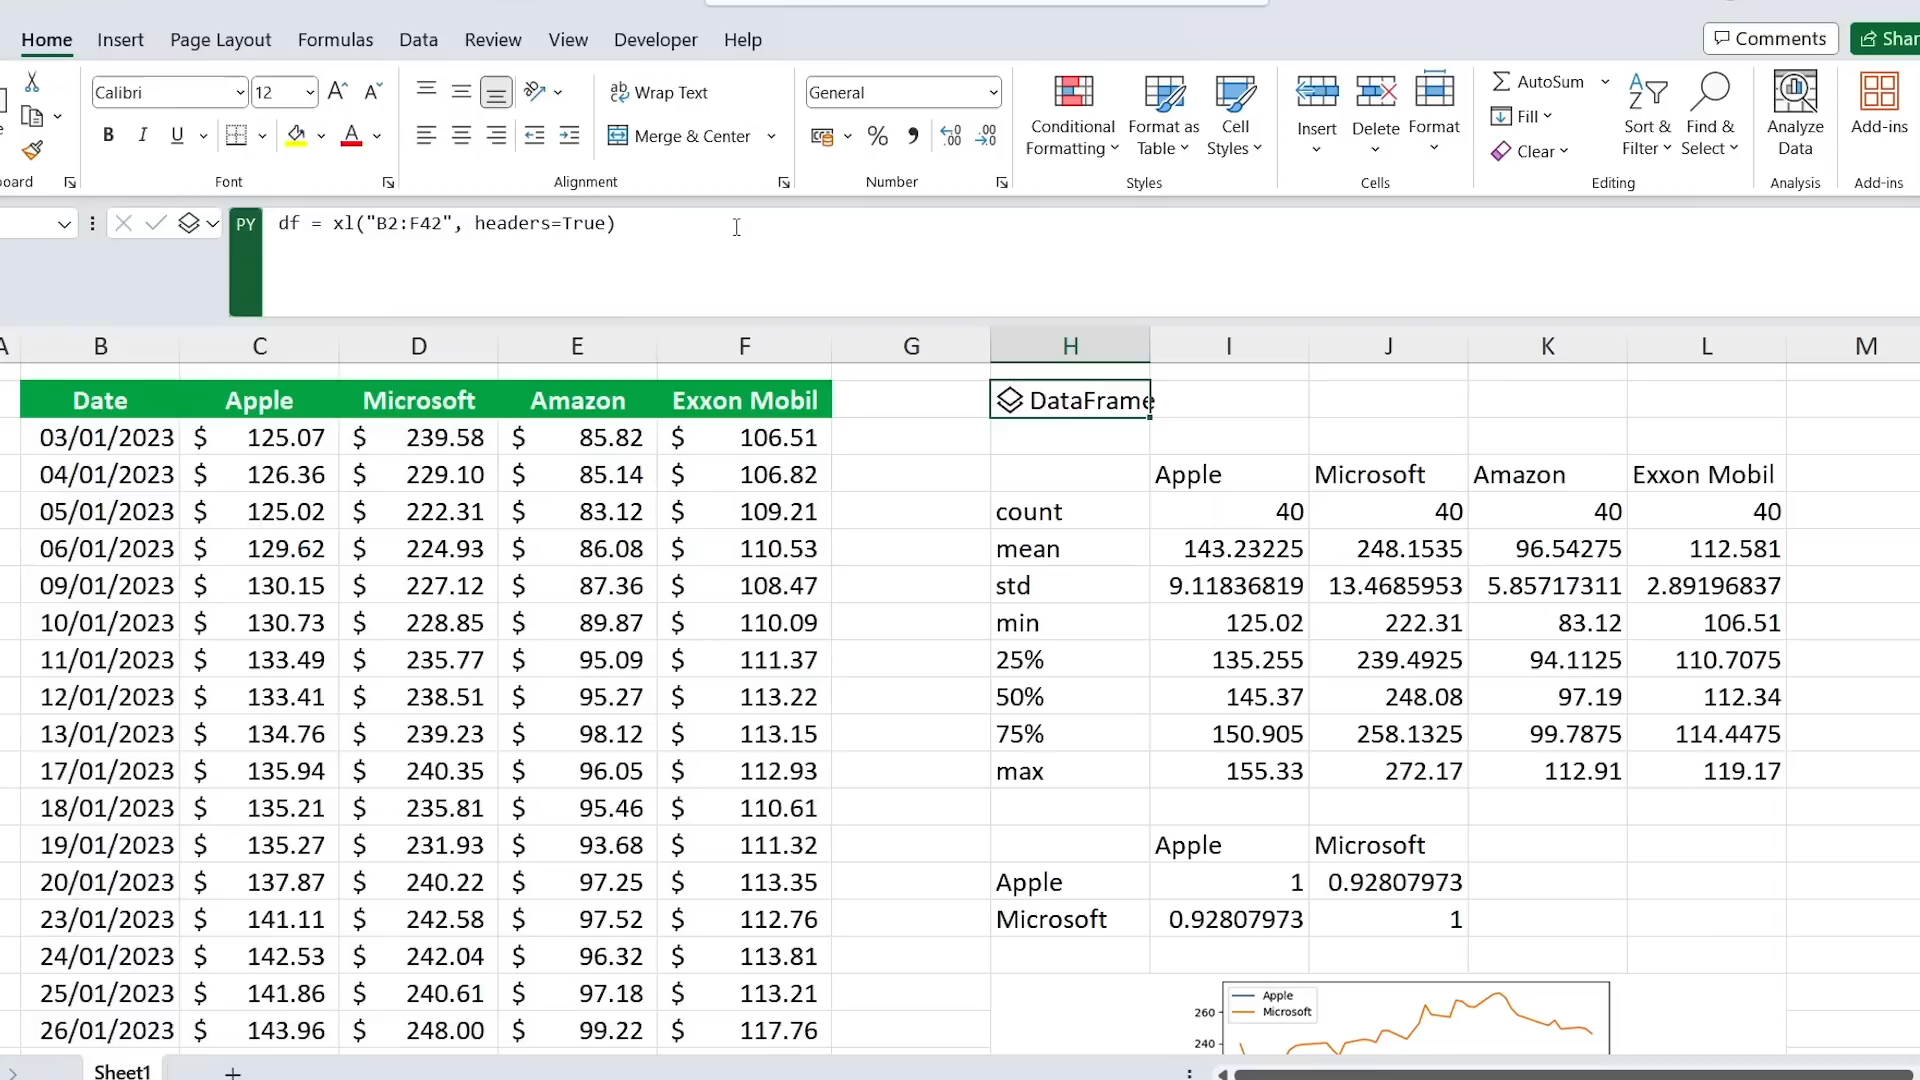 Home Insert Page Layout Formulas Data Review View Developer Help Comments
Calibri 12 Wrap Text General AutoSum
Conditional Formatting Format as Table Cell Styles Insert Delete Format Fill Sort & Filter Find & Select Analyze Data Add-ins
B I U A Merge & Center % Clear
Font Alignment Number Styles Cells Editing Analysis Add-ins
PY df = xl("B2:F42", headers=True)
B C D E F G H I J K L M
Date Apple Microsoft Amazon Exxon Mobil DataFrame
03/01/2023 $ 125.07 $ 239.58 $ 85.82 $ 106.51
04/01/2023 $ 126.36 $ 229.10 $ 85.14 $ 106.82 Apple Microsoft Amazon Exxon Mobil
05/01/2023 $ 125.02 $ 222.31 $ 83.12 $ 109.21 count 40 40 40 40
06/01/2023 $ 129.62 $ 224.93 $ 86.08 $ 110.53 mean 143.23225 248.1535 96.54275 112.581
09/01/2023 $ 130.15 $ 227.12 $ 87.36 $ 108.47 std 9.11836819 13.4685953 5.85717311 2.89196837
10/01/2023 $ 130.73 $ 228.85 $ 89.87 $ 110.09 min 125.02 222.31 83.12 106.51
11/01/2023 $ 133.49 $ 235.77 $ 95.09 $ 111.37 25% 135.255 239.4925 94.1125 110.7075
12/01/2023 $ 133.41 $ 238.51 $ 95.27 $ 113.22 50% 145.37 248.08 97.19 112.34
13/01/2023 $ 134.76 $ 239.23 $ 98.12 $ 113.15 75% 150.905 258.1325 99.7875 114.4475
17/01/2023 $ 135.94 $ 240.35 $ 96.05 $ 112.93 max 155.33 272.17 112.91 119.17
18/01/2023 $ 135.21 $ 235.81 $ 95.46 $ 110.61
19/01/2023 $ 135.27 $ 231.93 $ 93.68 $ 111.32 Apple Microsoft
20/01/2023 $ 137.87 $ 240.22 $ 97.25 $ 113.35 Apple 1 0.92807973
23/01/2023 $ 141.11 $ 242.58 $ 97.52 $ 112.76 Microsoft 0.92807973 1
24/01/2023 $ 142.53 $ 242.04 $ 96.32 $ 113.81
25/01/2023 $ 141.86 $ 240.61 $ 97.18 $ 113.21
26/01/2023 $ 143.96 $ 248.00 $ 99.22 $ 117.76
Apple
Microsoft
260
240
Sheet1